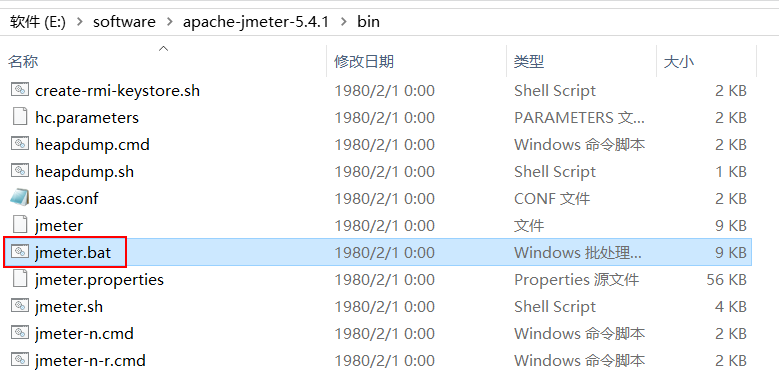 软件 (E:) > software > apache-jmeter-5.4.1 > bin
名称 修改日期 类型 大小
create-rmi-keystore.sh 1980/2/1 0:00 Shell Script 2 KB
hc.parameters 1980/2/1 0:00 PARAMETERS 文... 2 KB
heapdump.cmd 1980/2/1 0:00 Windows 命令脚本 2 KB
heapdump.sh 1980/2/1 0:00 Shell Script 1 KB
jaas.conf 1980/2/1 0:00 CONF 文件 2 KB
jmeter 1980/2/1 0:00 文件 9 KB
jmeter.bat 1980/2/1 0:00 Windows 批处理... 9 KB
jmeter.properties 1980/2/1 0:00 Properties 源文件 56 KB
jmeter.sh 1980/2/1 0:00 Shell Script 4 KB
jmeter-n.cmd 1980/2/1 0:00 Windows 命令脚本 2 KB
jmeter-n-r.cmd 1980/2/1 0:00 Windows 命令脚本 2 KB